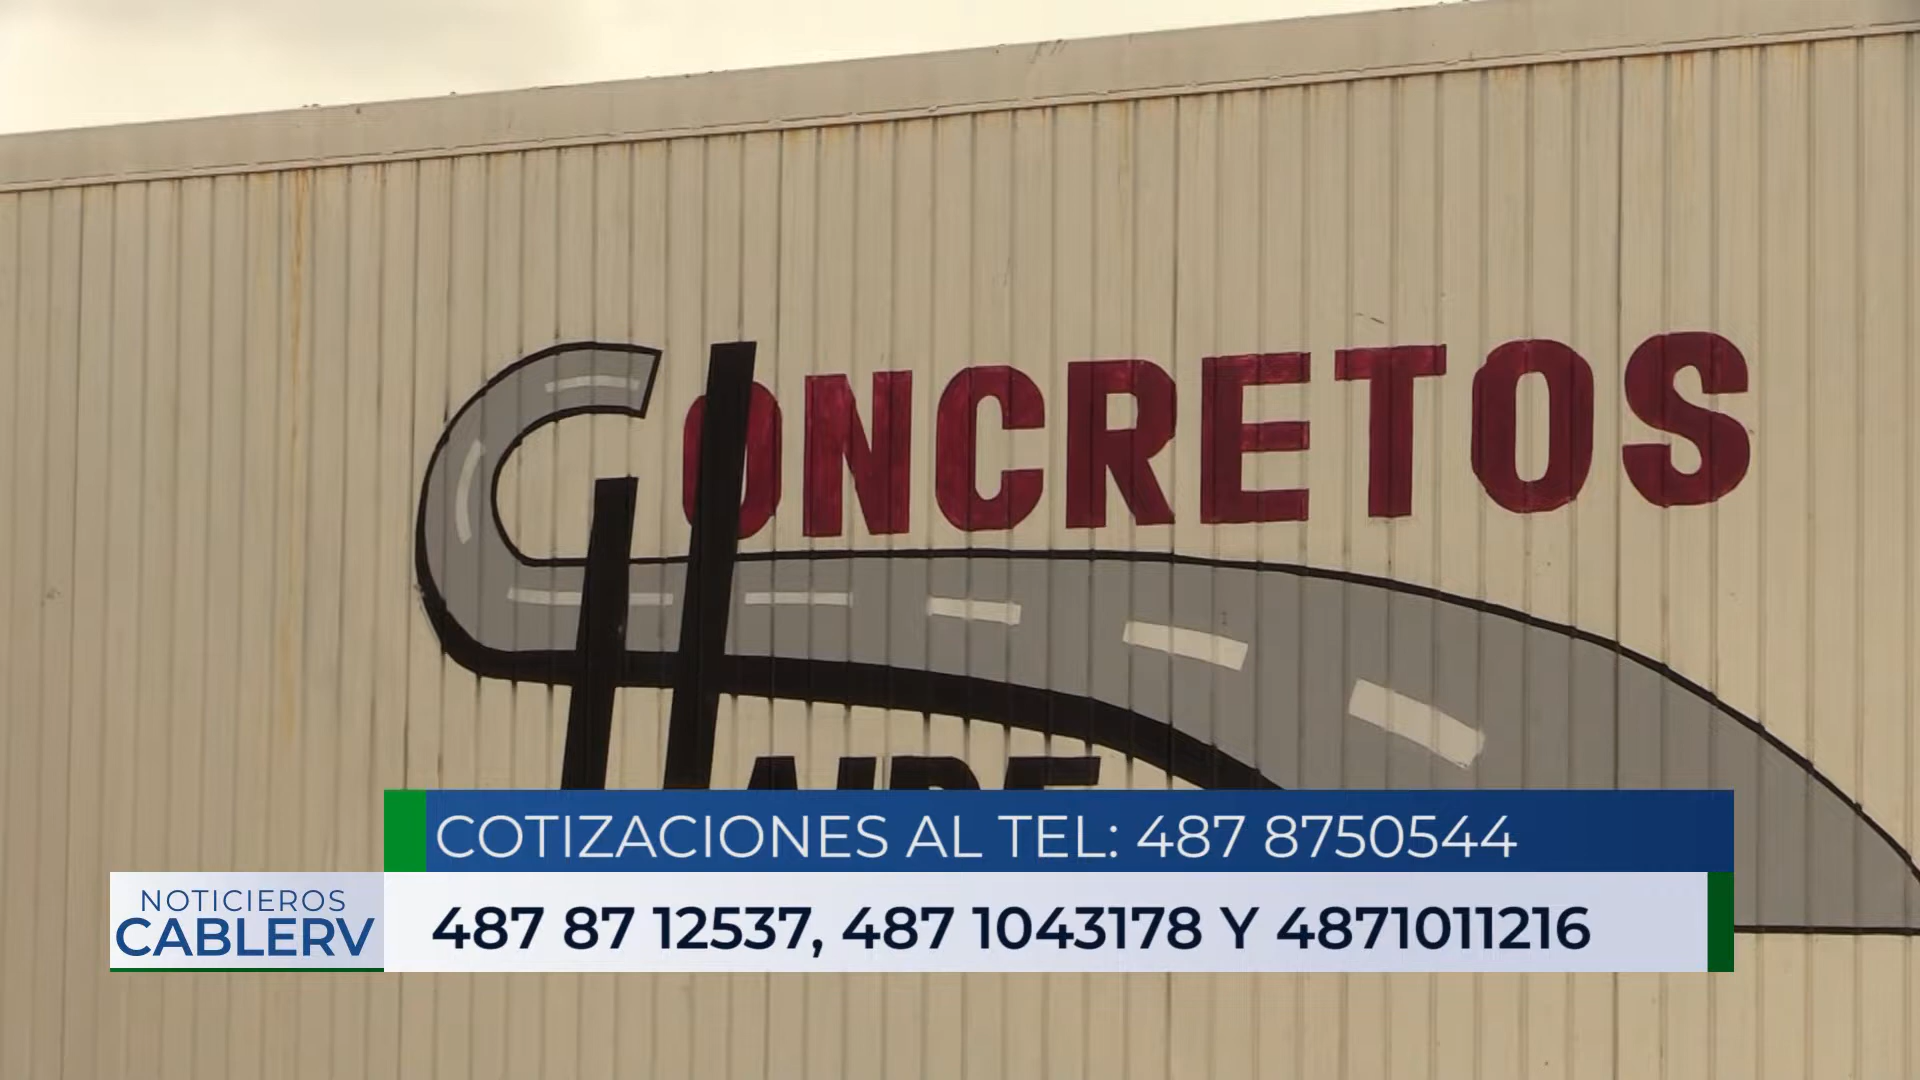 CONCRETOS
COTIZACIONES AL TEL: 487 8750544
NOTICIEROS
CABLERV
487 87 12537, 487 1043178 Y 4871011216